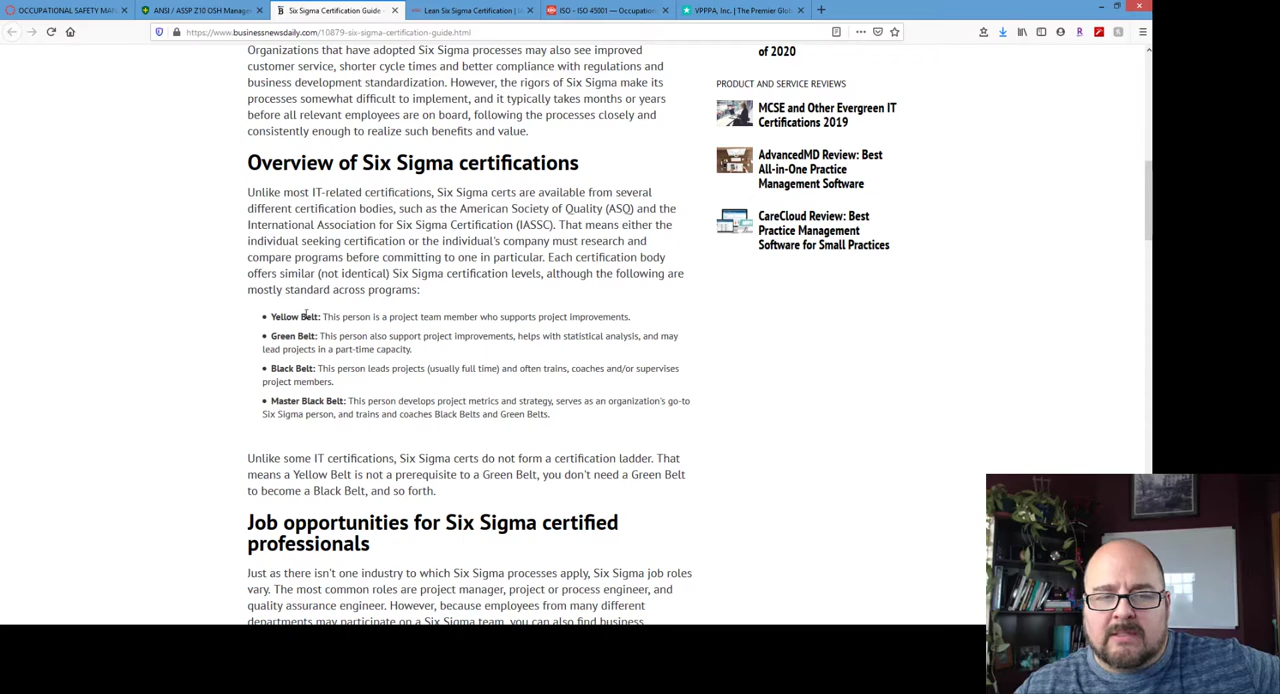 OCCUPATIONAL SAFETY MAN
ANSI / ASSP Z10 OSH Managem
Six Sigma Certification Guide -
Lean Six Sigma Certification | U
ISO - ISO 45001 — Occupation
VPPPA, Inc. | The Premier Glob
https://www.businessnewsdaily.com/10879-six-sigma-certification-guide.html
Organizations that have adopted Six Sigma processes may also see improved
customer service, shorter cycle times and better compliance with regulations and
business development standardization. However, the rigors of Six Sigma make its
processes somewhat difficult to implement, and it typically takes months or years
before all relevant employees are on board, following the processes closely and
consistently enough to realize such benefits and value.
Overview of Six Sigma certifications
Unlike most IT-related certifications, Six Sigma certs are available from several
different certification bodies, such as the American Society of Quality (ASQ) and the
International Association for Six Sigma Certification (IASSC). That means either the
individual seeking certification or the individual's company must research and
compare programs before committing to one in particular. Each certification body
offers similar (not identical) Six Sigma certification levels, although the following are
mostly standard across programs:
• Yellow Belt: This person is a project team member who supports project improvements.
• Green Belt: This person also support project improvements, helps with statistical analysis, and may
lead projects in a part-time capacity.
• Black Belt: This person leads projects (usually full time) and often trains, coaches and/or supervises
project members.
• Master Black Belt: This person develops project metrics and strategy, serves as an organization's go-to
Six Sigma person, and trains and coaches Black Belts and Green Belts.
Unlike some IT certifications, Six Sigma certs do not form a certification ladder. That
means a Yellow Belt is not a prerequisite to a Green Belt, you don't need a Green Belt
to become a Black Belt, and so forth.
Job opportunities for Six Sigma certified
professionals
Just as there isn't one industry to which Six Sigma processes apply, Six Sigma job roles
vary. The most common roles are project manager, project or process engineer, and
quality assurance engineer. However, because employees from many different
departments may participate on a Six Sigma team, you can also find business
of 2020
PRODUCT AND SERVICE REVIEWS
MCSE and Other Evergreen IT
Certifications 2019
AdvancedMD Review: Best
All-in-One Practice
Management Software
CareCloud Review: Best
Practice Management
Software for Small Practices